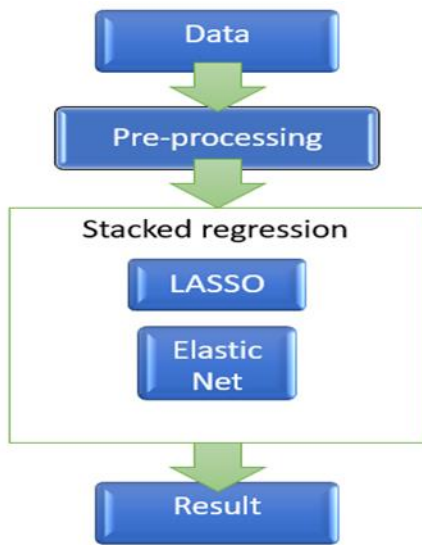 Data
Pre-processing
Stacked regression
LASSO
Elastic
Net
Result